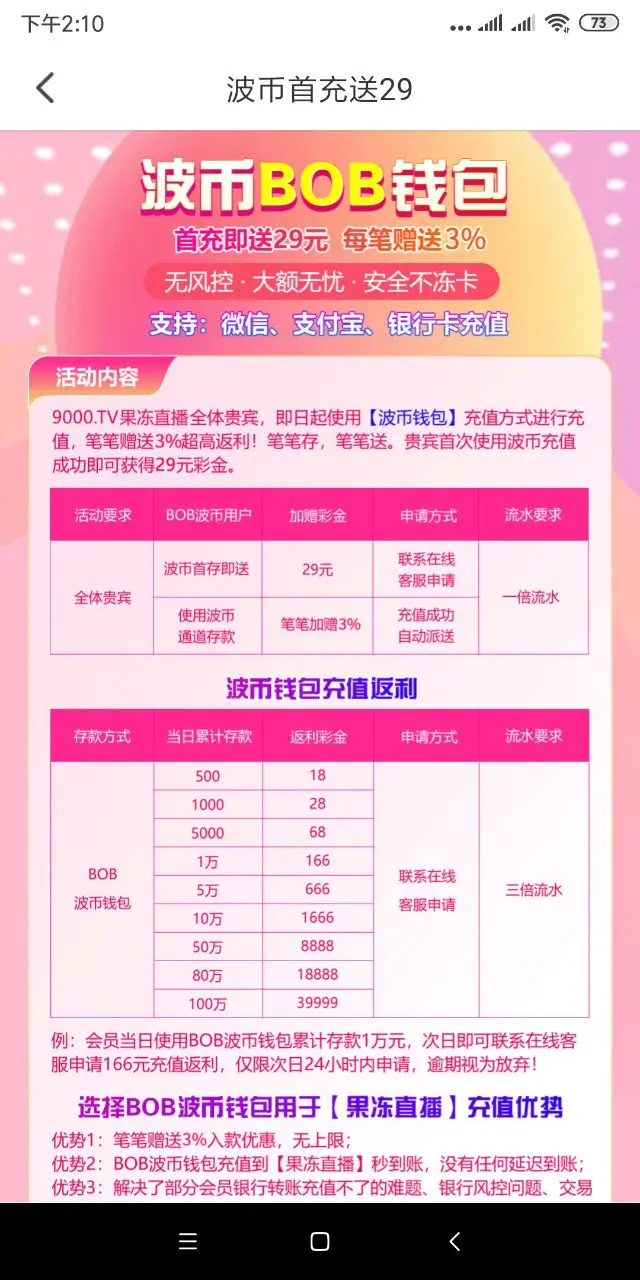 下午2:10
73
波币首充送29
波币BOB钱包
首充即送29元 每笔赠送3%
无风控·大额无忧·安全不冻卡
支持：微信、支付宝、银行卡充值
活动内容
9000.TV果冻直播全体贵宾，即日起使用【波币钱包】充值方式进行充
值，笔笔赠送3%超高返利！笔笔存，笔笔送。贵宾首次使用波币充值
成功即可获得29元彩金。
活动要求 BOB波币用户 加赠彩金 申请方式 流水要求
全体贵宾
波币首存即送 29元
联系在线
客服申请
使用波币
通道存款
笔笔加赠3%
充值成功
自动派送
一倍流水
波币钱包充值返利
存款方式 当日累计存款 返利彩金 申请方式 流水要求
BOB
波币钱包
500 18
1000 28
5000 68
1万 166
5万 666
10万 1666
50万 8888
80万 18888
100万 39999
联系在线
客服申请
三倍流水
例：会员当日使用BOB波币钱包累计存款1万元，次日即可联系在线客
服申请166元充值返利，仅限次日24小时内申请，逾期视为放弃！
选择BOB波币钱包用于【果冻直播】充值优势
优势1：笔笔赠送3%入款优惠，无上限；
优势2：BOB波币钱包充值到【果冻直播】秒到账，没有任何延迟到账；
优势3：解决了部分会员银行转账充值不了的难题、银行风控问题、交易